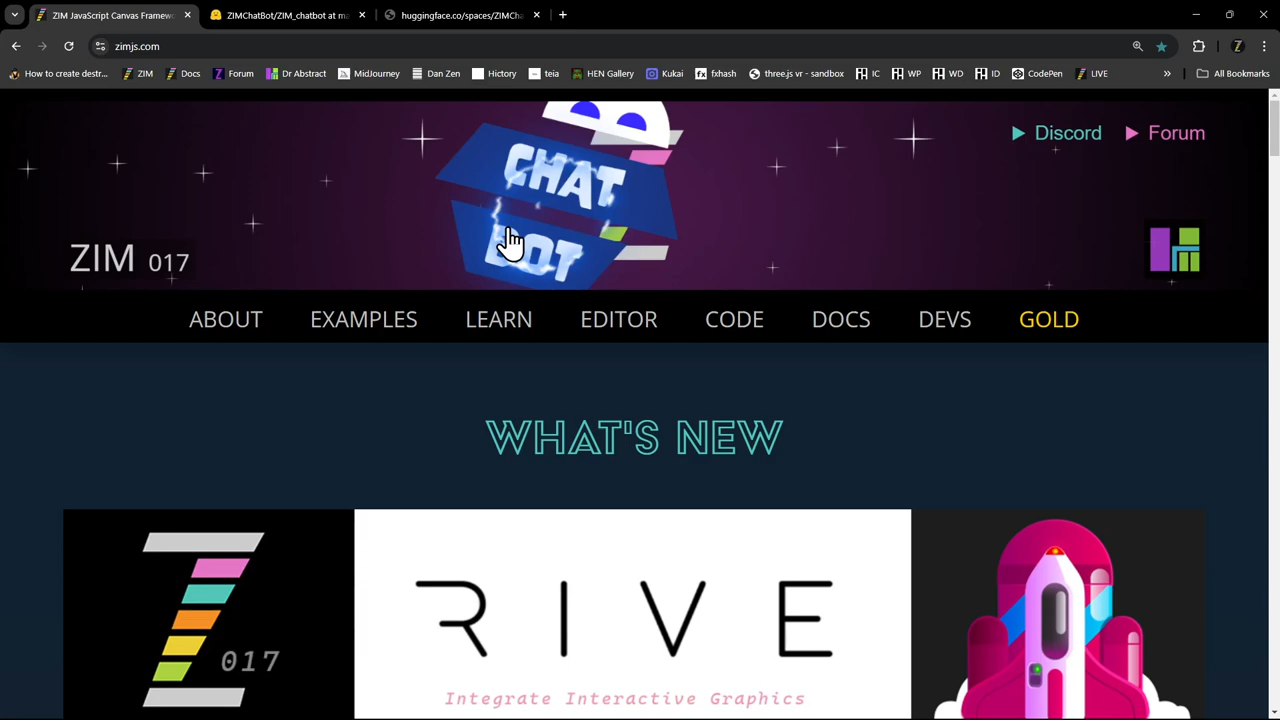 ZIM JavaScript Canvas Framew
ZIMChatBot/ZIM_chatbot at ma
huggingface.co/spaces/ZIMCha
zimjs.com
How to create destr...
ZIM
Docs
Forum
Dr Abstract
MidJourney
Dan Zen
Hictory
teia
HEN Gallery
Kukai
fxhash
three.js vr - sandbox
IC
WP
WD
ID
CodePen
LIVE
All Bookmarks
CHAT
BOT
Discord
Forum
ZIM 017
ABOUT
EXAMPLES
LEARN
EDITOR
CODE
DOCS
DEVS
GOLD
WHAT'S NEW
017
RIVE
Integrate Interactive Graphics